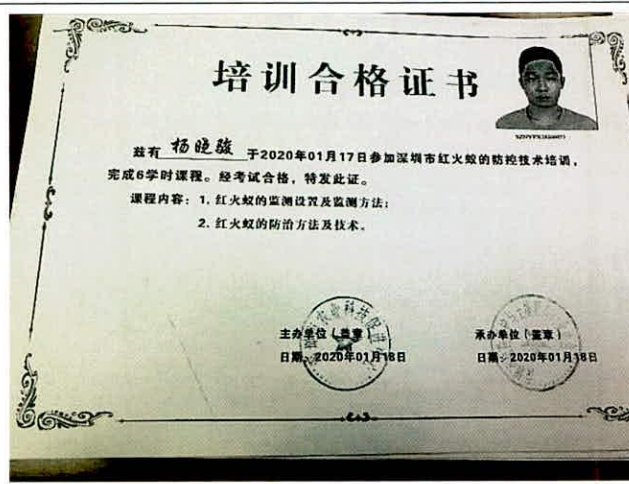 培训合格证书
兹有 杨晓骏 于2020年01月17日参加深圳市红火蚁的防控技术培训，
完成6学时课程。经考试合格，特发此证。
课程内容：1. 红火蚁的监测设置及监测方法；
2. 红火蚁的防治方法及技术。
主办单位（盖章）
承办单位（盖章）
日期：2020年01月18日
日期：2020年01月18日